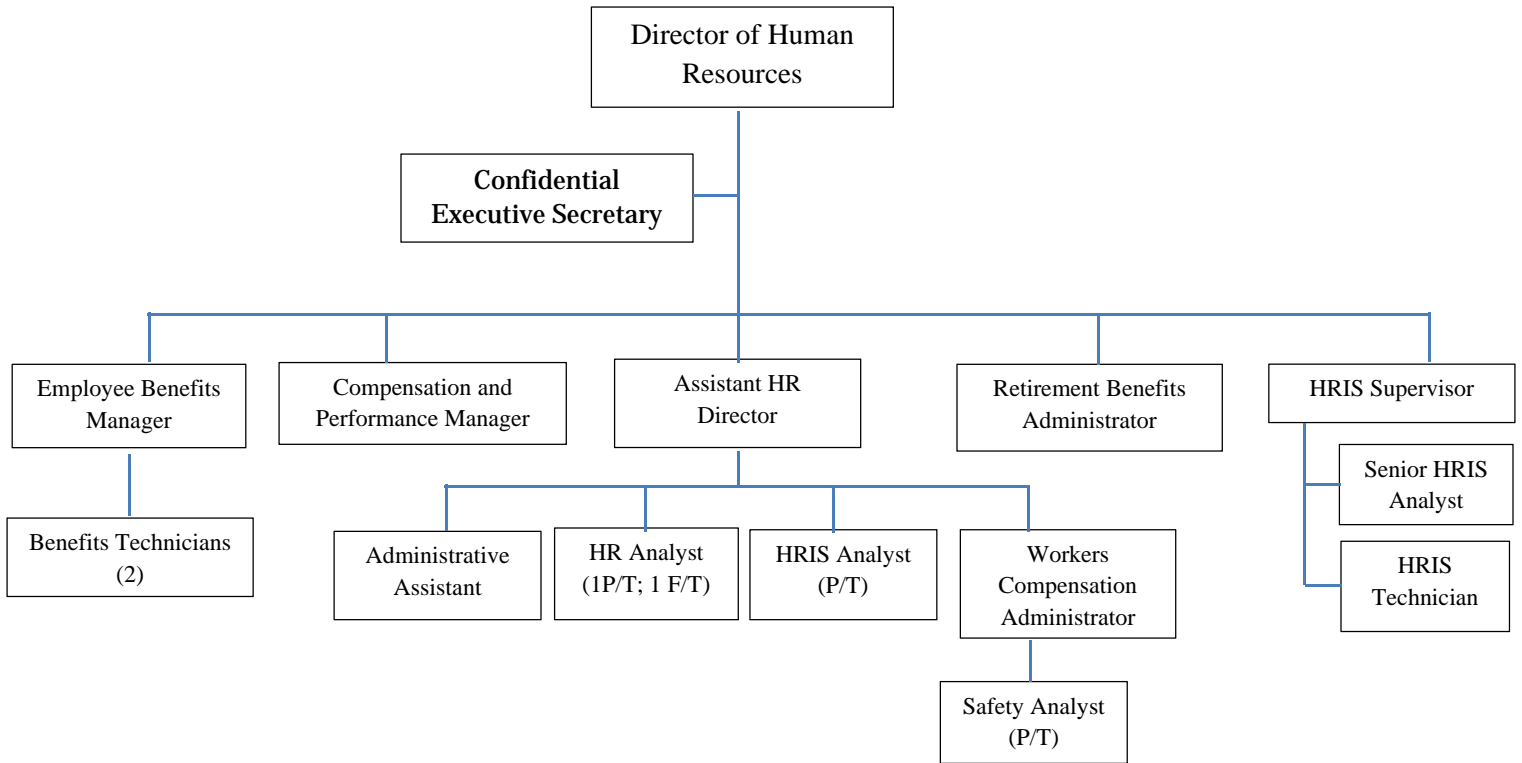 Director of Human
Resources
Confidential
Executive Secretary
Employee Benefits
Manager
Compensation and
Performance Manager
Assistant HR
Director
Retirement Benefits
Administrator
HRIS Supervisor
Senior HRIS
Analyst
HRIS
Technician
Benefits Technicians
(2)
Administrative
Assistant
HR Analyst
(1P/T; 1 F/T)
HRIS Analyst
(P/T)
Workers
Compensation
Administrator
Safety Analyst
(P/T)